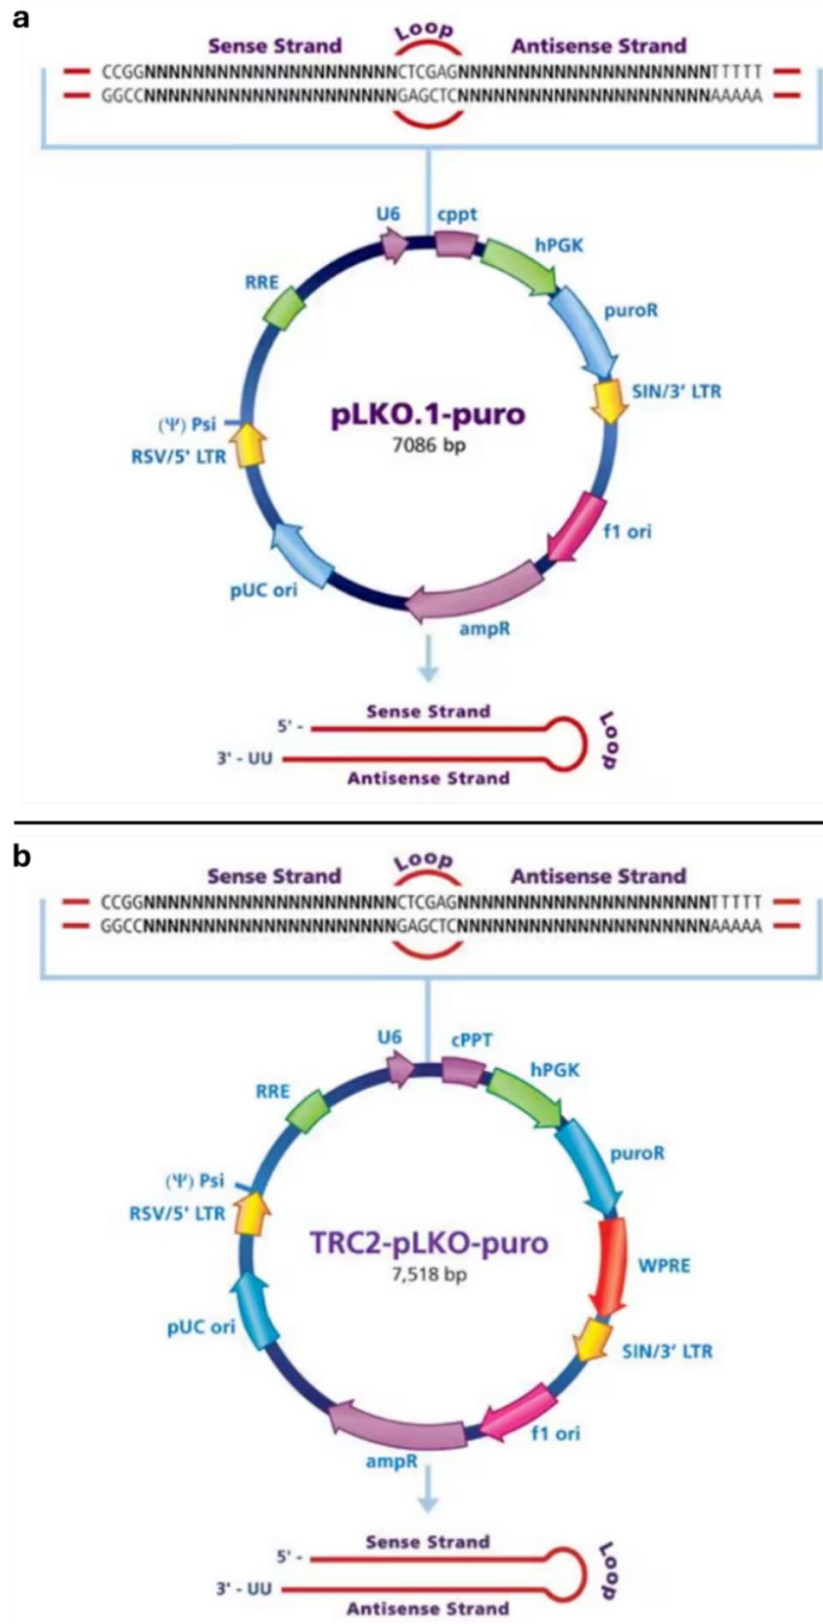 a
Loop
Sense Strand Antisense Strand
CCGGNNNNNNNNNNNNNNNNNNNNNCTCGAGNNNNNNNNNNNNNNNNNNNNNTTTTT
GGCCNNNNNNNNNNNNNNNNNNNNNGAGCTCNNNNNNNNNNNNNNNNNNNNNAAAAA
U6 cppt
hPGK
RRE
puroR
SIN/3' LTR
pLKO.1-puro
7086 bp
(Ψ) Psi
RSV/5' LTR
f1 ori
pUC ori
ampR
Sense Strand
5' -
Loop
3' - UU
Antisense Strand
b
Loop
Sense Strand Antisense Strand
CCGGNNNNNNNNNNNNNNNNNNNNNCTCGAGNNNNNNNNNNNNNNNNNNNNNTTTTT
GGCCNNNNNNNNNNNNNNNNNNNNNGAGCTCNNNNNNNNNNNNNNNNNNNNNAAAAA
U6 cPPT
hPGK
RRE
puroR
(Ψ) Psi
RSV/5' LTR
TRC2-pLKO-puro
7,518 bp
WPRE
pUC ori
SIN/3' LTR
f1 ori
ampR
Sense Strand
5' -
Loop
3' - UU
Antisense Strand